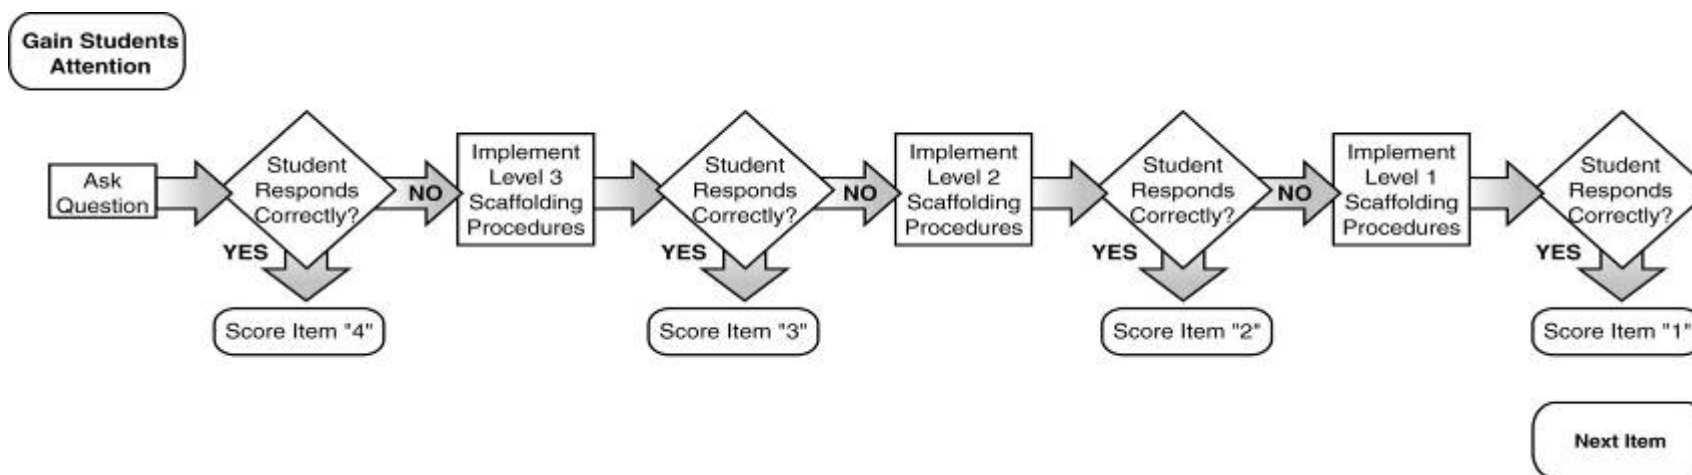 Gain Students
Attention
Ask
Question
Student
Responds
Correctly?
NO
YES
Score Item "4"
Implement
Level 3
Scaffolding
Procedures
Student
Responds
Correctly?
NO
YES
Score Item "3"
Implement
Level 2
Scaffolding
Procedures
Student
Responds
Correctly?
NO
YES
Score Item "2"
Implement
Level 1
Scaffolding
Procedures
Student
Responds
Correctly?
YES
Score Item "1"
Next Item